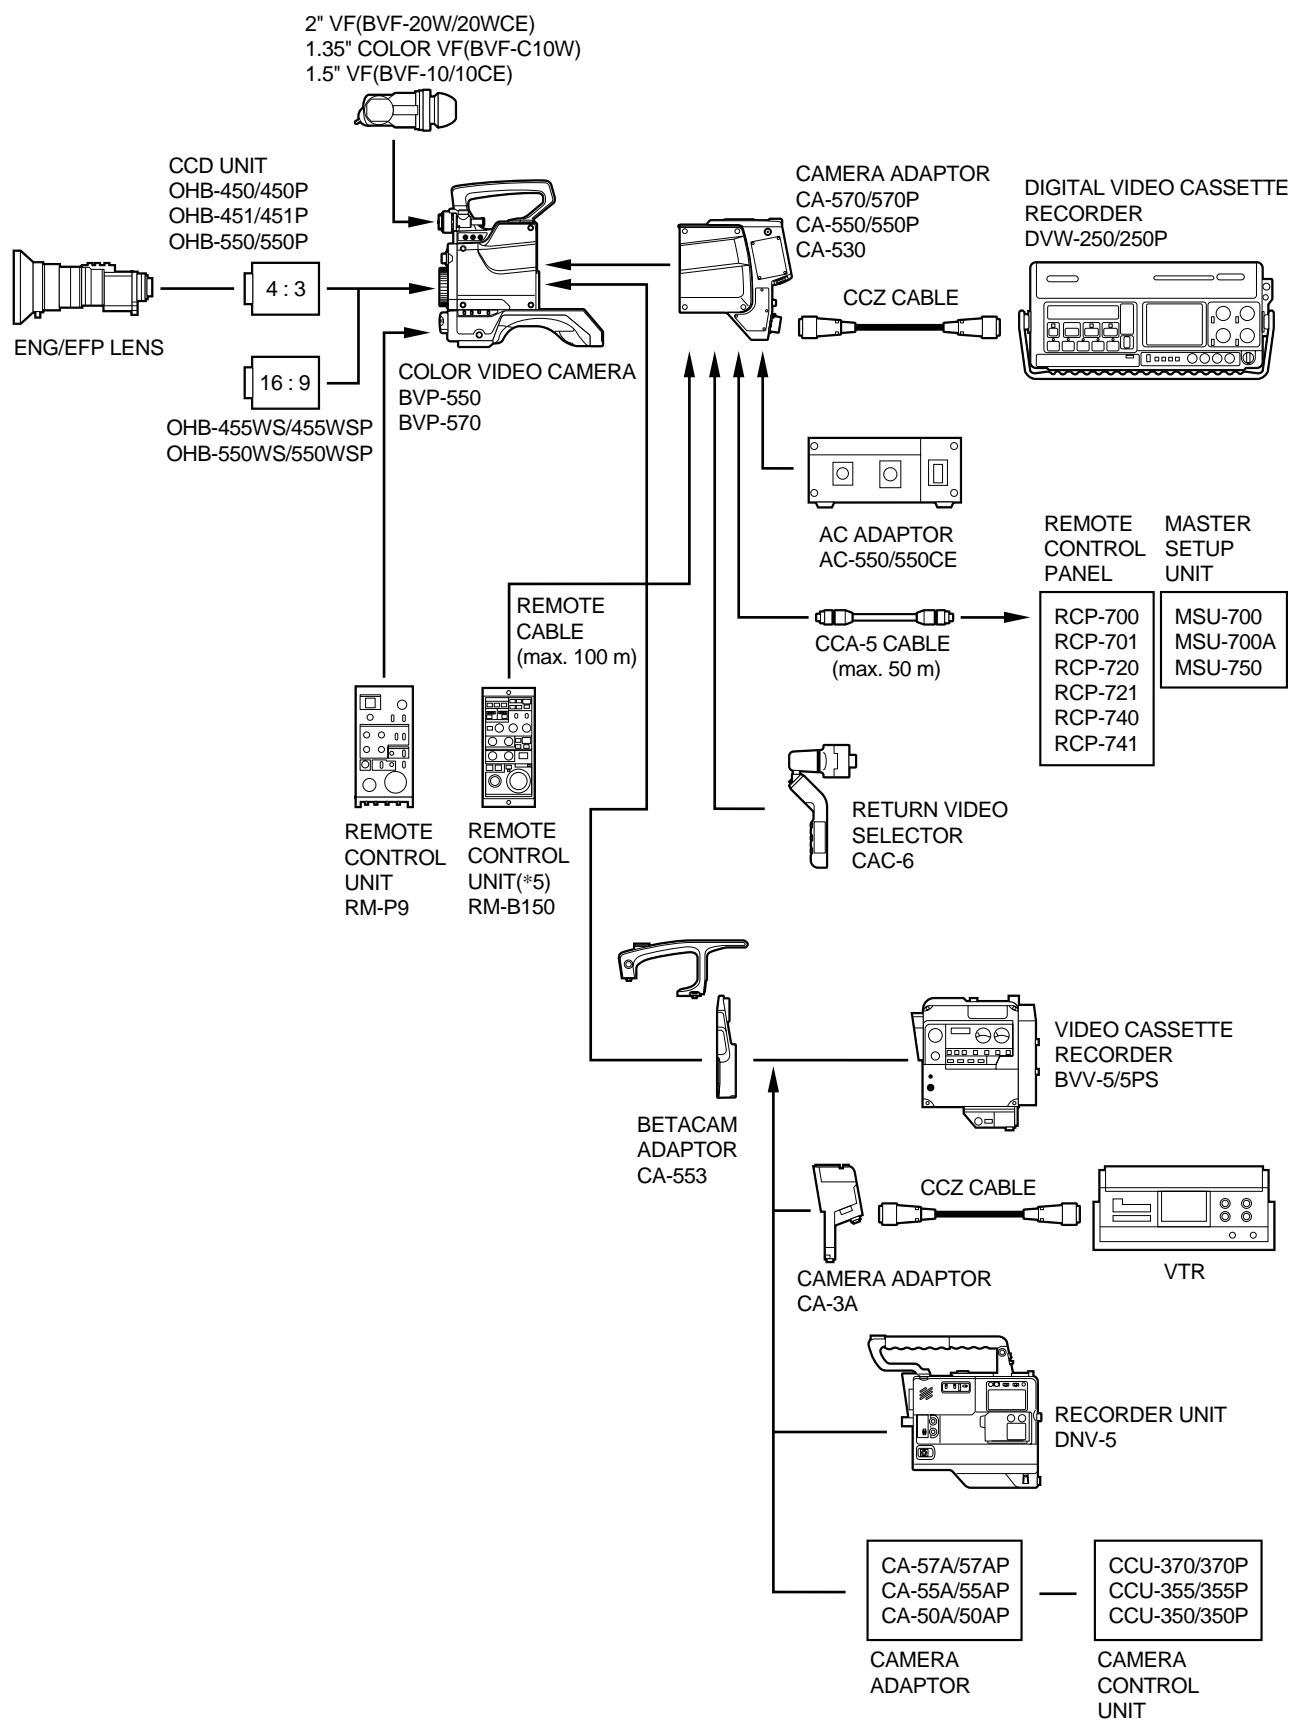 2" VF(BVF-20W/20WCE)
1.35" COLOR VF(BVF-C10W)
1.5" VF(BVF-10/10CE)
CCD UNIT
OHB-450/450P
OHB-451/451P
OHB-550/550P
4 : 3
ENG/EFP LENS
16 : 9
OHB-455WS/455WSP
OHB-550WS/550WSP
COLOR VIDEO CAMERA
BVP-550
BVP-570
CAMERA ADAPTOR
CA-570/570P
CA-550/550P
CA-530
CCZ CABLE
DIGITAL VIDEO CASSETTE
RECORDER
DVW-250/250P
AC ADAPTOR
AC-550/550CE
REMOTE
CONTROL
PANEL
MASTER
SETUP
UNIT
RCP-700
RCP-701
RCP-720
RCP-721
RCP-740
RCP-741
MSU-700
MSU-700A
MSU-750
CCA-5 CABLE
(max. 50 m)
REMOTE
CABLE
(max. 100 m)
REMOTE
CONTROL
UNIT
RM-P9
REMOTE
CONTROL
UNIT(*5)
RM-B150
RETURN VIDEO
SELECTOR
CAC-6
BETACAM
ADAPTOR
CA-553
VIDEO CASSETTE
RECORDER
BVV-5/5PS
CCZ CABLE
CAMERA ADAPTOR
CA-3A
VTR
RECORDER UNIT
DNV-5
CA-57A/57AP
CA-55A/55AP
CA-50A/50AP
CAMERA
ADAPTOR
CCU-370/370P
CCU-355/355P
CCU-350/350P
CAMERA
CONTROL
UNIT